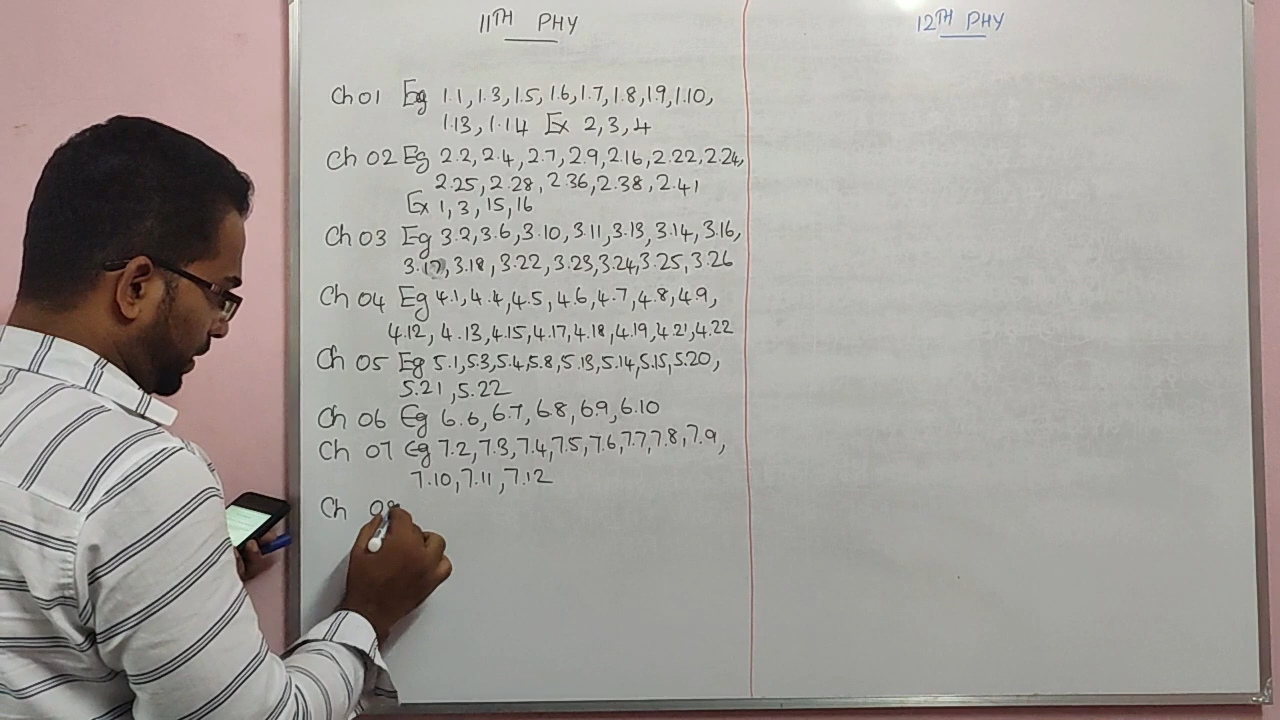 11TH PHY
Ch 01 Eg 1.1, 1.3, 1.5, 1.6, 1.7, 1.8, 1.9, 1.10,
1.13, 1.14 Ex 2, 3, 4
Ch 02 Eg 2.2, 2.4, 2.7, 2.9, 2.16, 2.22, 2.24,
2.25, 2.28, 2.36, 2.38, 2.41
Ex 1, 3, 15, 16
Ch 03 Eg 3.2, 3.6, 3.10, 3.11, 3.13, 3.14, 3.16,
3.17, 3.18, 3.22, 3.23, 3.24, 3.25, 3.26
Ch 04 Eg 4.1, 4.4, 4.5, 4.6, 4.7, 4.8, 4.9,
4.12, 4.13, 4.15, 4.17, 4.18, 4.19, 4.21, 4.22
Ch 05 Eg 5.1, 5.3, 5.4, 5.8, 5.13, 5.14, 5.15, 5.20,
5.21, 5.22
Ch 06 Eg 6.6, 6.7, 6.8, 6.9, 6.10
Ch 07 Eg 7.2, 7.3, 7.4, 7.5, 7.6, 7.7, 7.8, 7.9,
7.10, 7.11, 7.12
Ch 08
12TH PHY